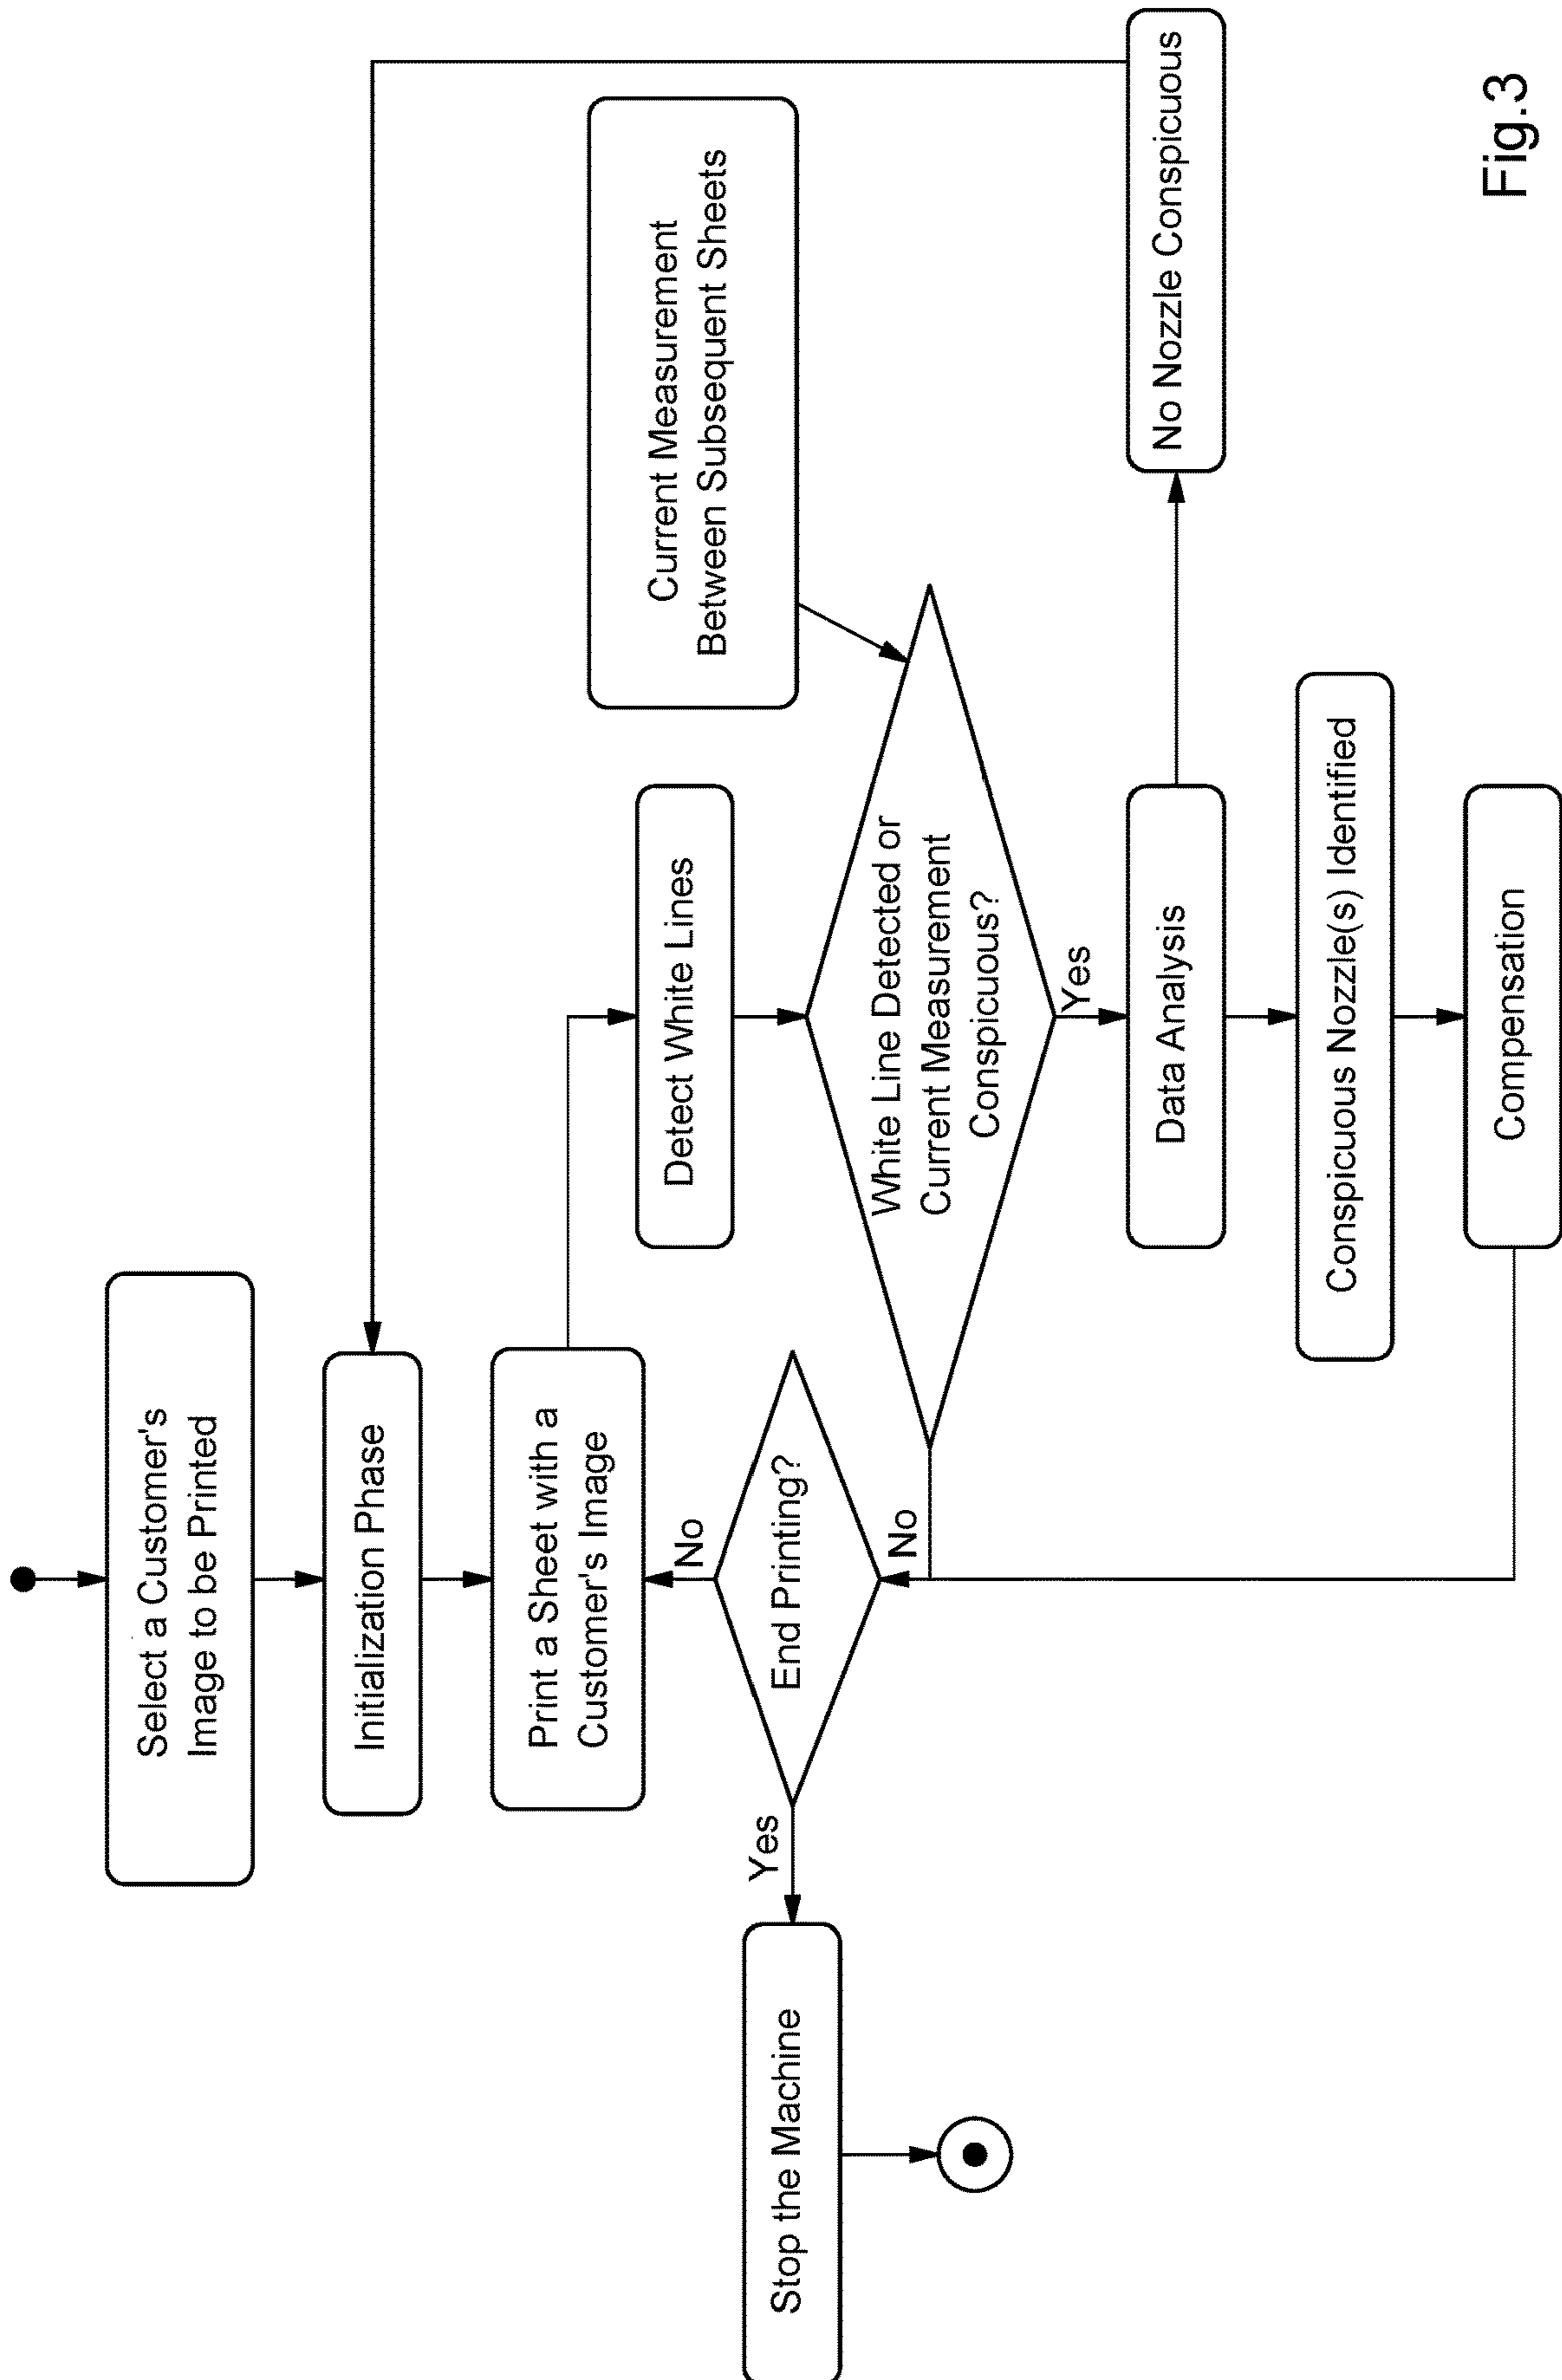 Select a Customer's
Image to be Printed
Initialization Phase
Print a Sheet with a
Customer's Image
No
End Printing?
Yes
Stop the Machine
No
Detect White Lines
Current Measurement
Between Subsequent Sheets
White Line Detected or
Current Measurement
Conspicuous?
Yes
Data Analysis
No Nozzle Conspicuous
Conspicuous Nozzle(s) Identified
Compensation
Fig.3